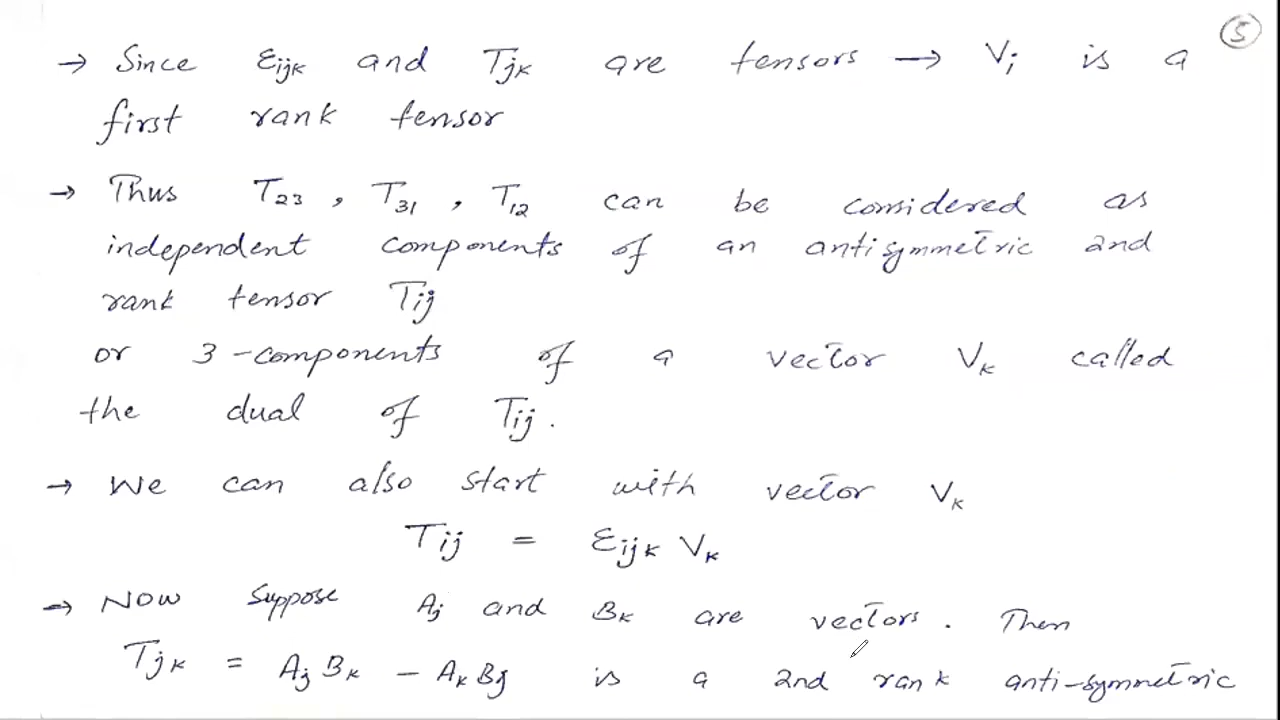 ⑤
→ Since εijk and Tjk are tensors → Vi is a
first rank tensor
→ Thus T23 , T31 , T12 can be considered as
independent components of an antisymmetric 2nd
rank tensor Tij
or 3-components of a vector Vk called
the dual of Tij .
→ We can also start with vector Vk
Tij = εijk Vk
→ Now suppose Aj and Bk are vectors . Then
Tjk = Aj Bk - Ak Bj is a 2nd rank anti-symmetric